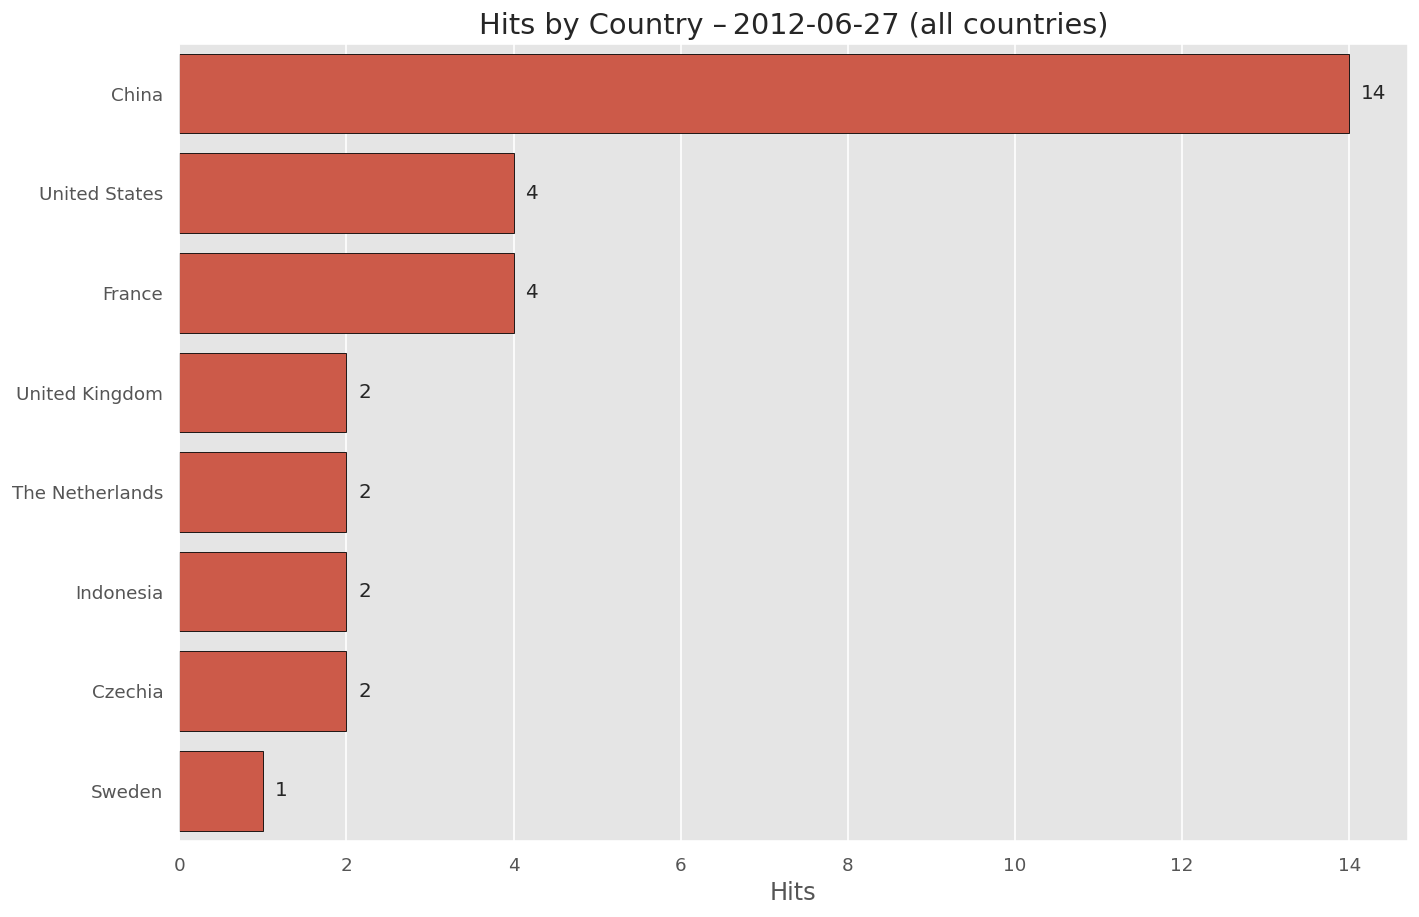 Hits by Country – 2012-06-27 (all countries)
China 14
United States 4
France 4
United Kingdom 2
The Netherlands 2
Indonesia 2
Czechia 2
Sweden 1
0 2 4 6 8 10 12 14
Hits